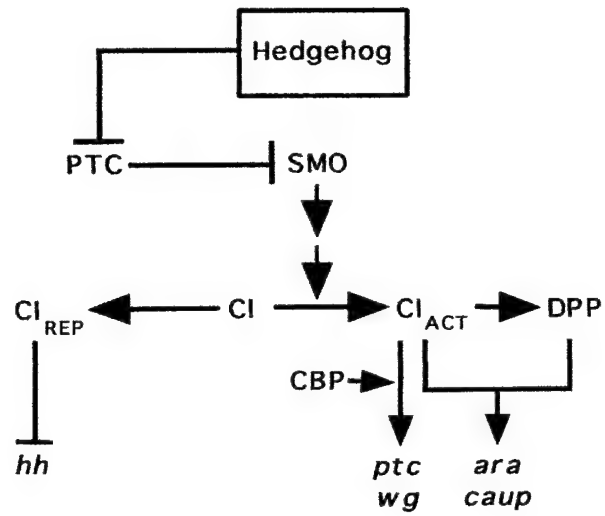 Hedgehog
PTC
SMO
CI REP
CI
CI ACT
DPP
CBP
hh
ptc
wg
ara
caup